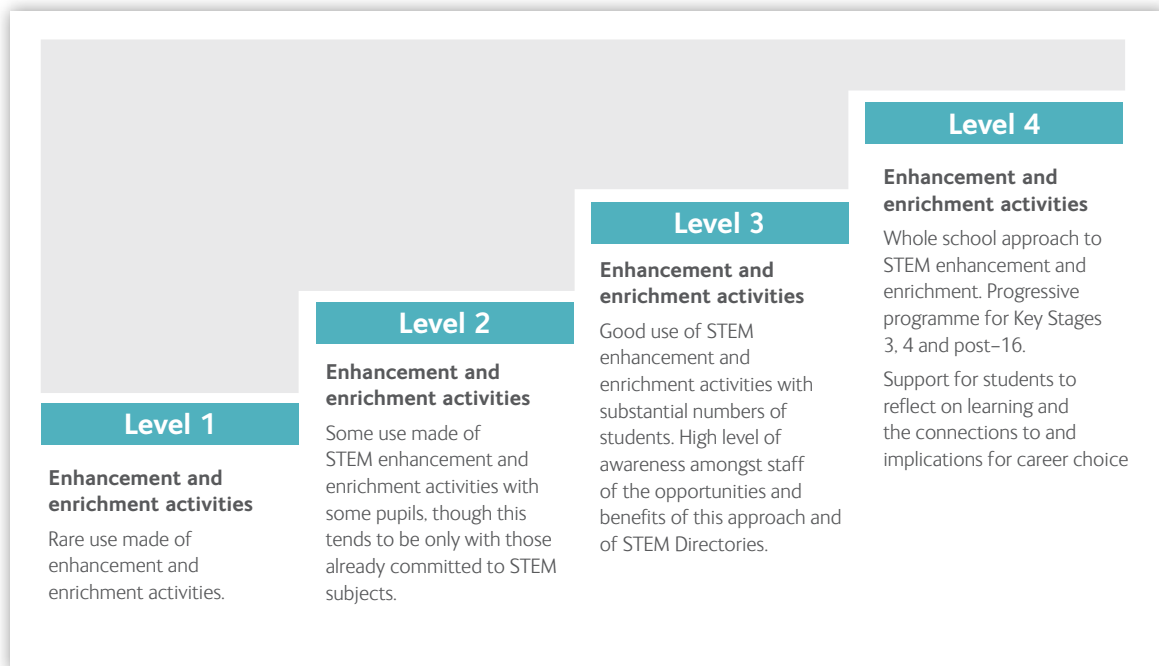 Level 1
Enhancement and
enrichment activities
Rare use made of
enhancement and
enrichment activities.
Level 2
Enhancement and
enrichment activities
Some use made of
STEM enhancement and
enrichment activities with
some pupils, though this
tends to be only with those
already committed to STEM
subjects.
Level 3
Enhancement and
enrichment activities
Good use of STEM
enhancement and
enrichment activities with
substantial numbers of
students. High level of
awareness amongst staff
of the opportunities and
benefits of this approach and
of STEM Directories.
Level 4
Enhancement and
enrichment activities
Whole school approach to
STEM enhancement and
enrichment. Progressive
programme for Key Stages
3, 4 and post–16.
Support for students to
reflect on learning and
the connections to and
implications for career choice